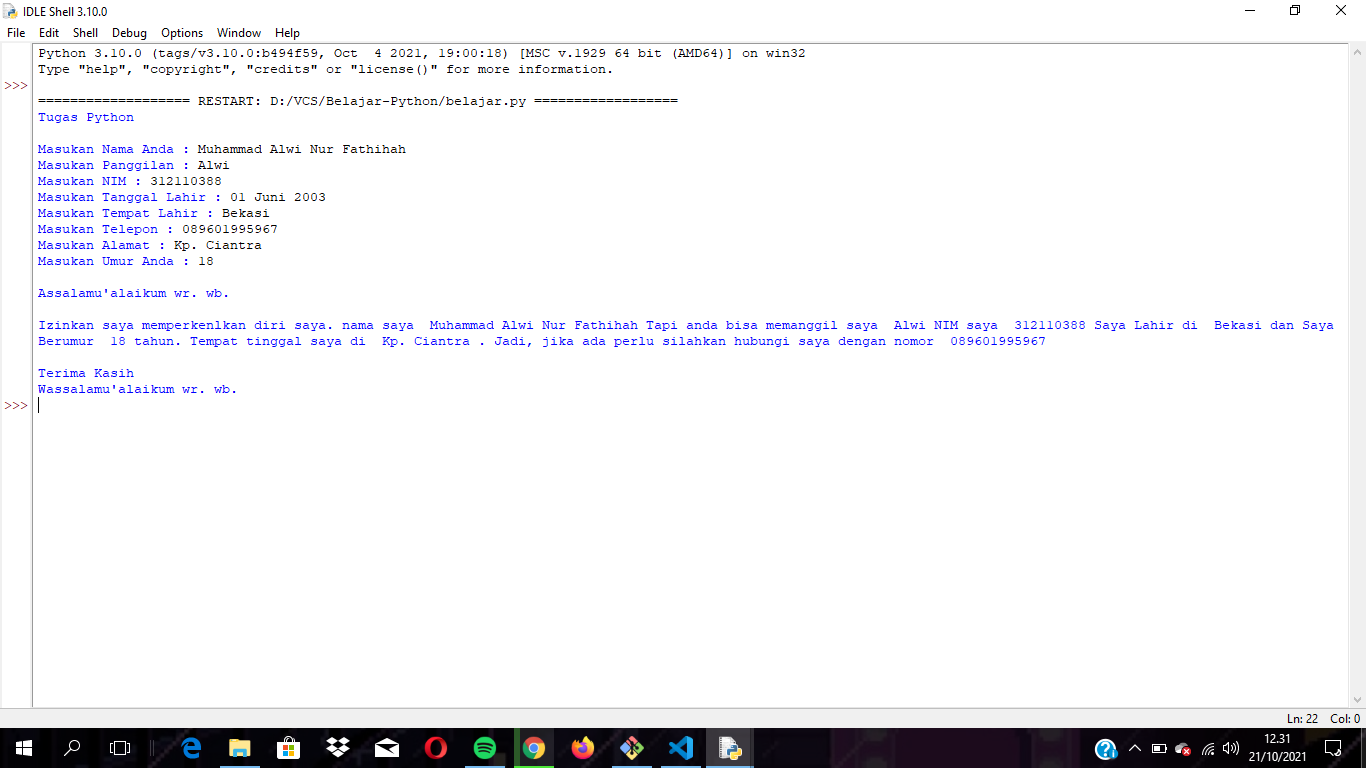 IDLE Shell 3.10.0
File Edit Shell Debug Options Window Help
Python 3.10.0 (tags/v3.10.0:b494f59, Oct  4 2021, 19:00:18) [MSC v.1929 64 bit (AMD64)] on win32
Type "help", "copyright", "credits" or "license()" for more information.
>>>
=================== RESTART: D:/VCS/Belajar-Python/belajar.py ==================
Tugas Python
Masukan Nama Anda : Muhammad Alwi Nur Fathihah
Masukan Panggilan : Alwi
Masukan NIM : 312110388
Masukan Tanggal Lahir : 01 Juni 2003
Masukan Tempat Lahir : Bekasi
Masukan Telepon : 089601995967
Masukan Alamat : Kp. Ciantra
Masukan Umur Anda : 18
Assalamu'alaikum wr. wb.
Izinkan saya memperkenlkan diri saya. nama saya  Muhammad Alwi Nur Fathihah Tapi anda bisa memanggil saya  Alwi NIM saya  312110388 Saya Lahir di  Bekasi dan Saya
Berumur  18 tahun. Tempat tinggal saya di  Kp. Ciantra . Jadi, jika ada perlu silahkan hubungi saya dengan nomor  089601995967
Terima Kasih
Wassalamu'alaikum wr. wb.
>>>
Ln: 22 Col: 0
12.31
21/10/2021